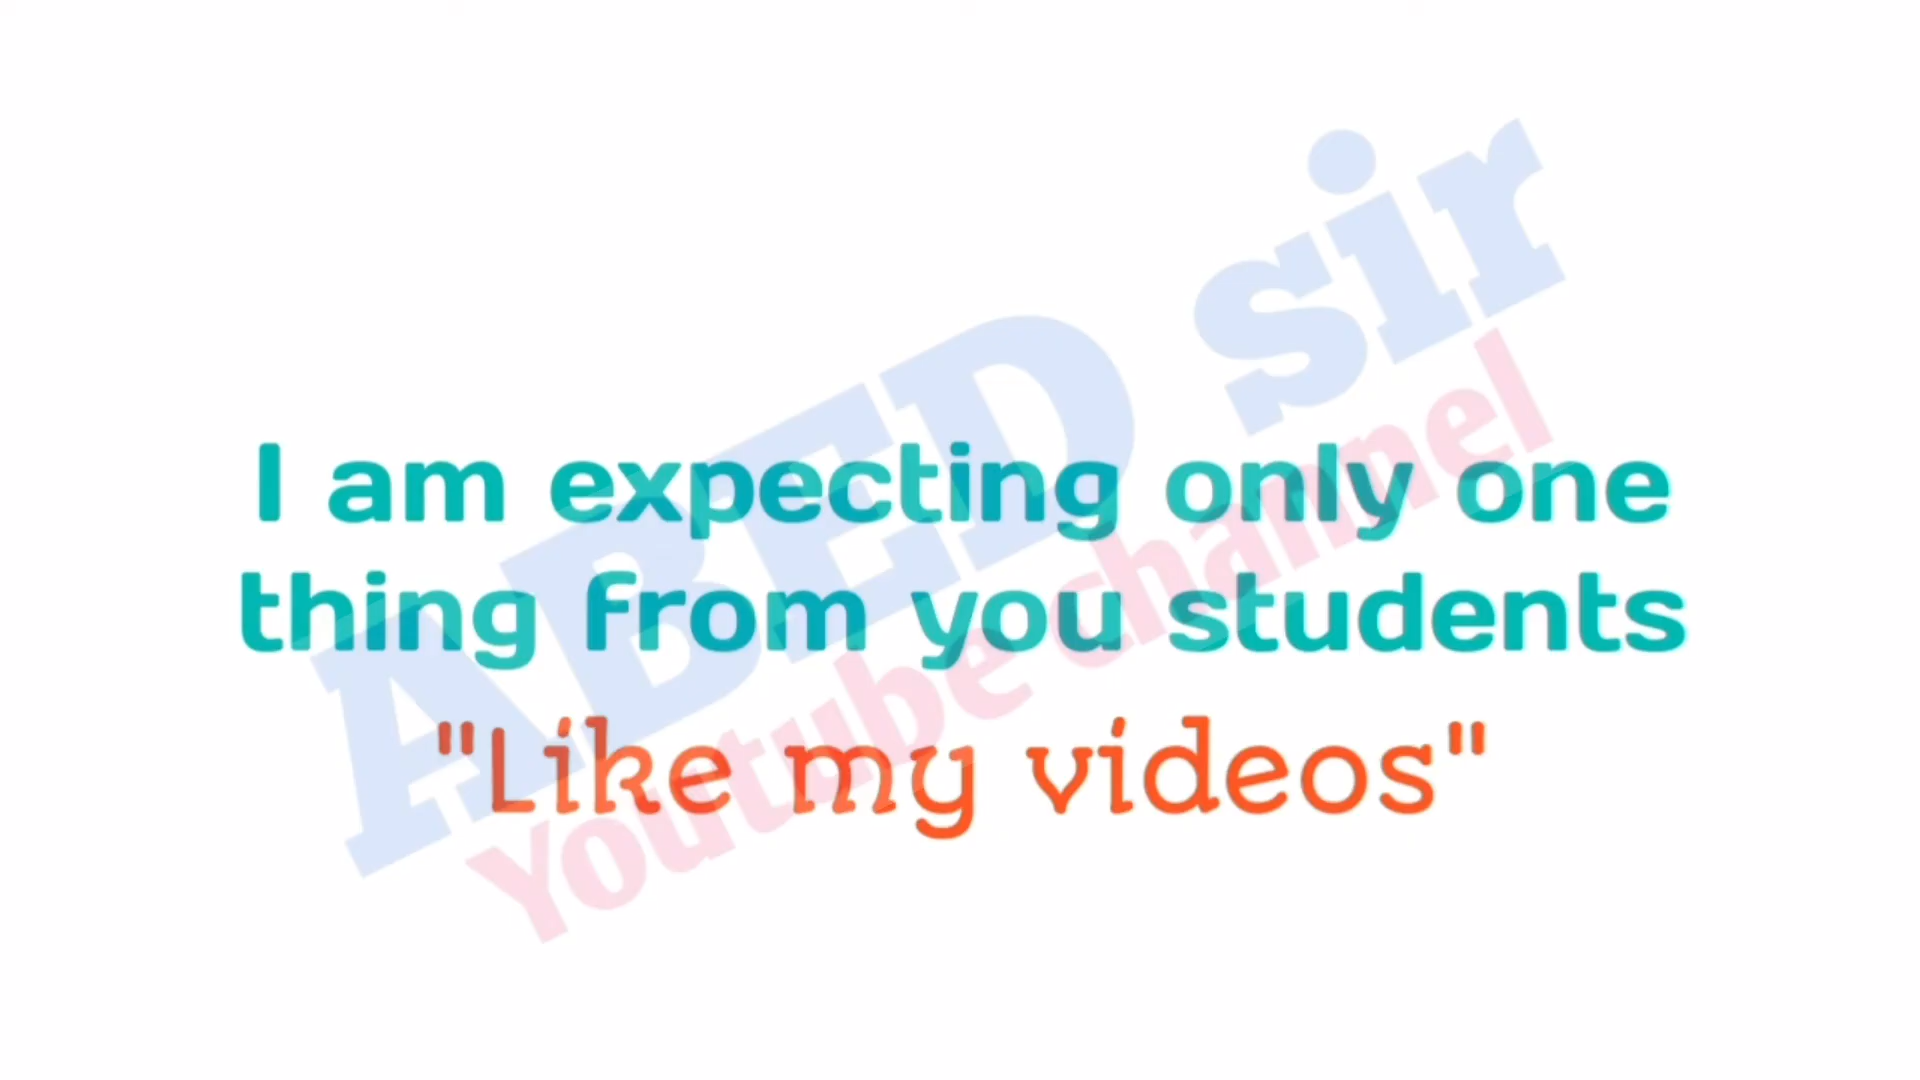 I am expecting only one
thing from you students
"Like my videos"
ABED sir
Youtube channel